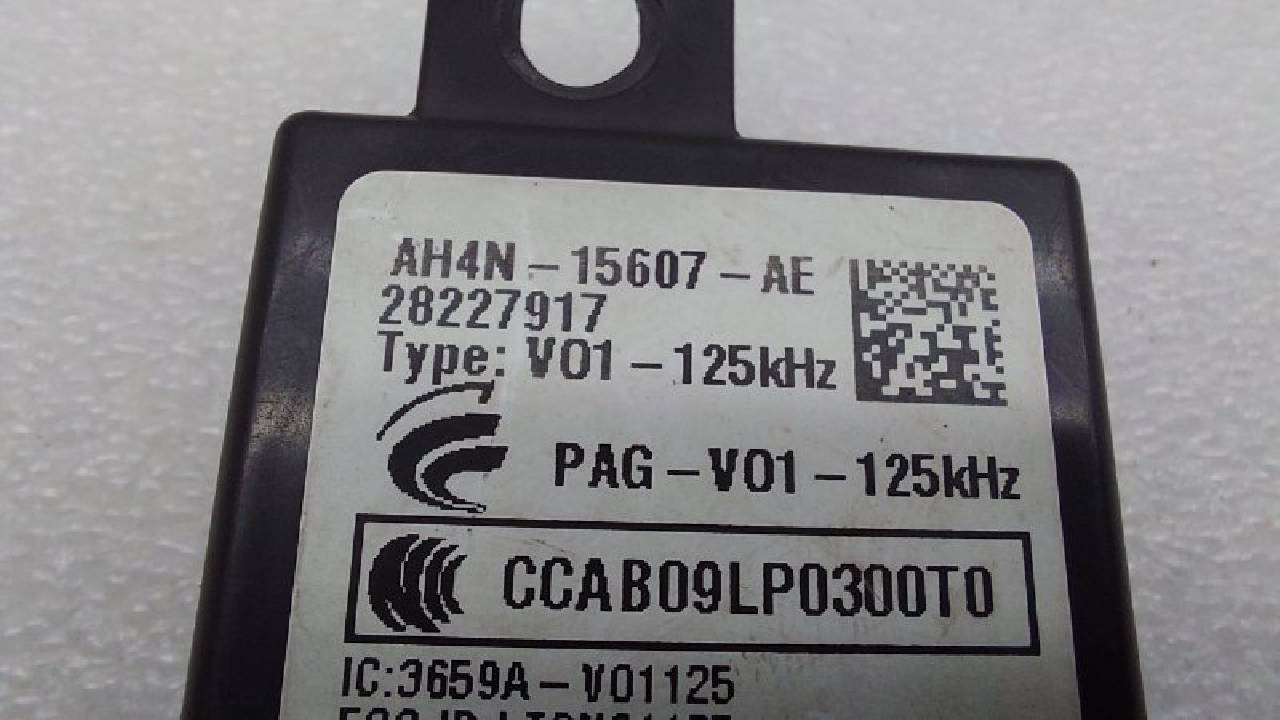 AH4N-15607-AE
28227917
Type: V01-125kHz
PAG-V01-125kHz
CCAB09LP0300T0
IC:3659A-V01125